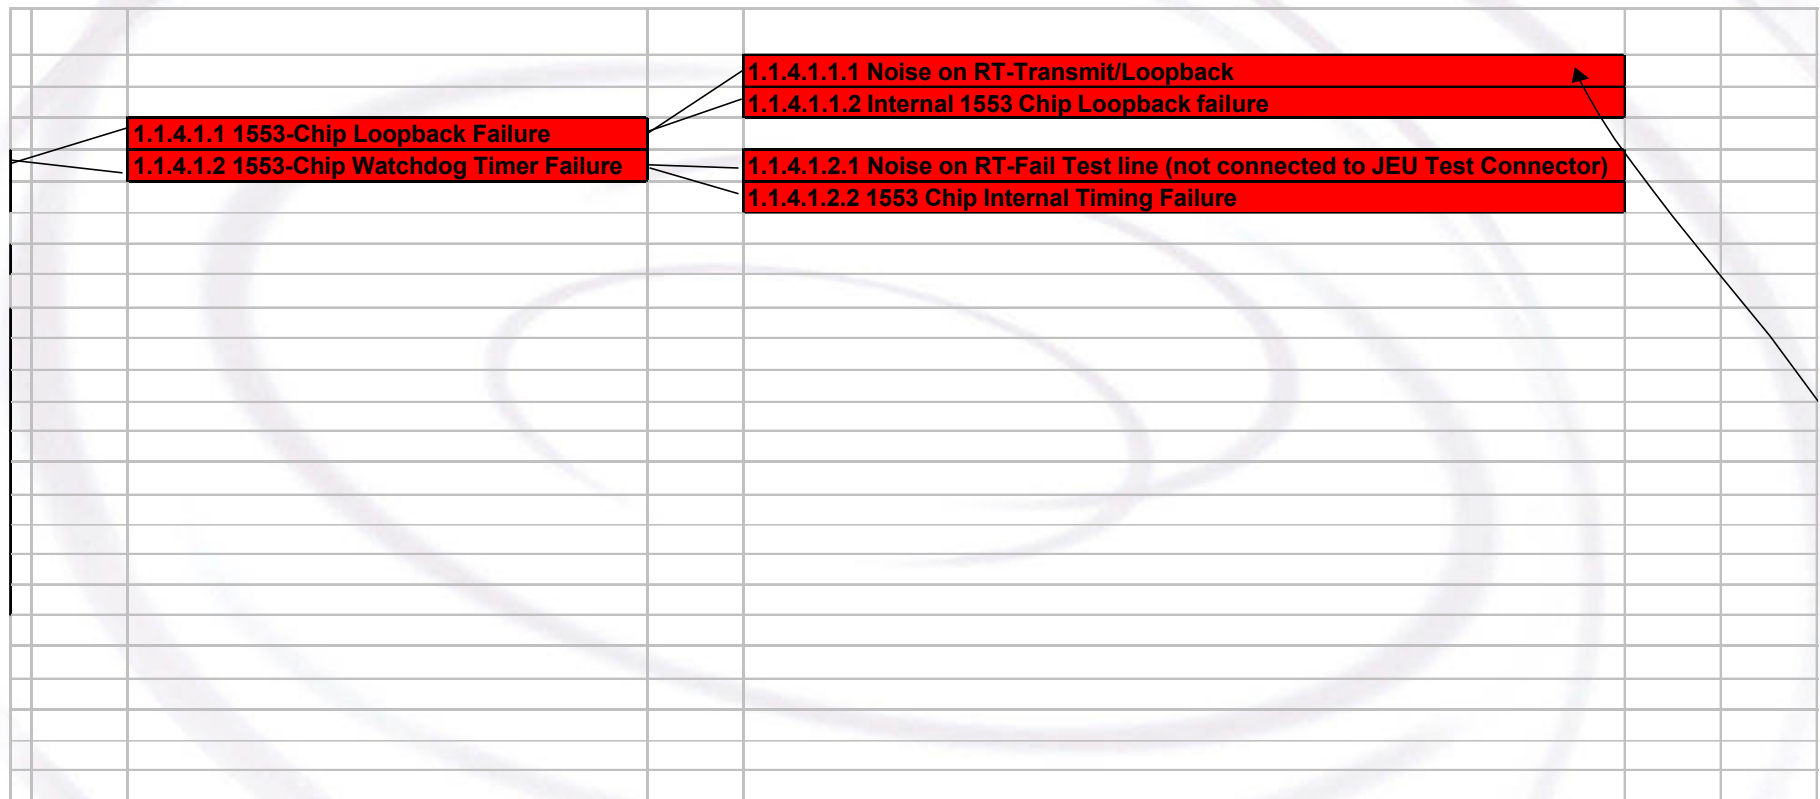 1.1.4.1.1.1 Noise on RT-Transmit/Loopback
1.1.4.1.1.2 Internal 1553 Chip Loopback failure
1.1.4.1.1 1553-Chip Loopback Failure
1.1.4.1.2 1553-Chip Watchdog Timer Failure
1.1.4.1.2.1 Noise on RT-Fail Test line (not connected to JEU Test Connector)
1.1.4.1.2.2 1553 Chip Internal Timing Failure